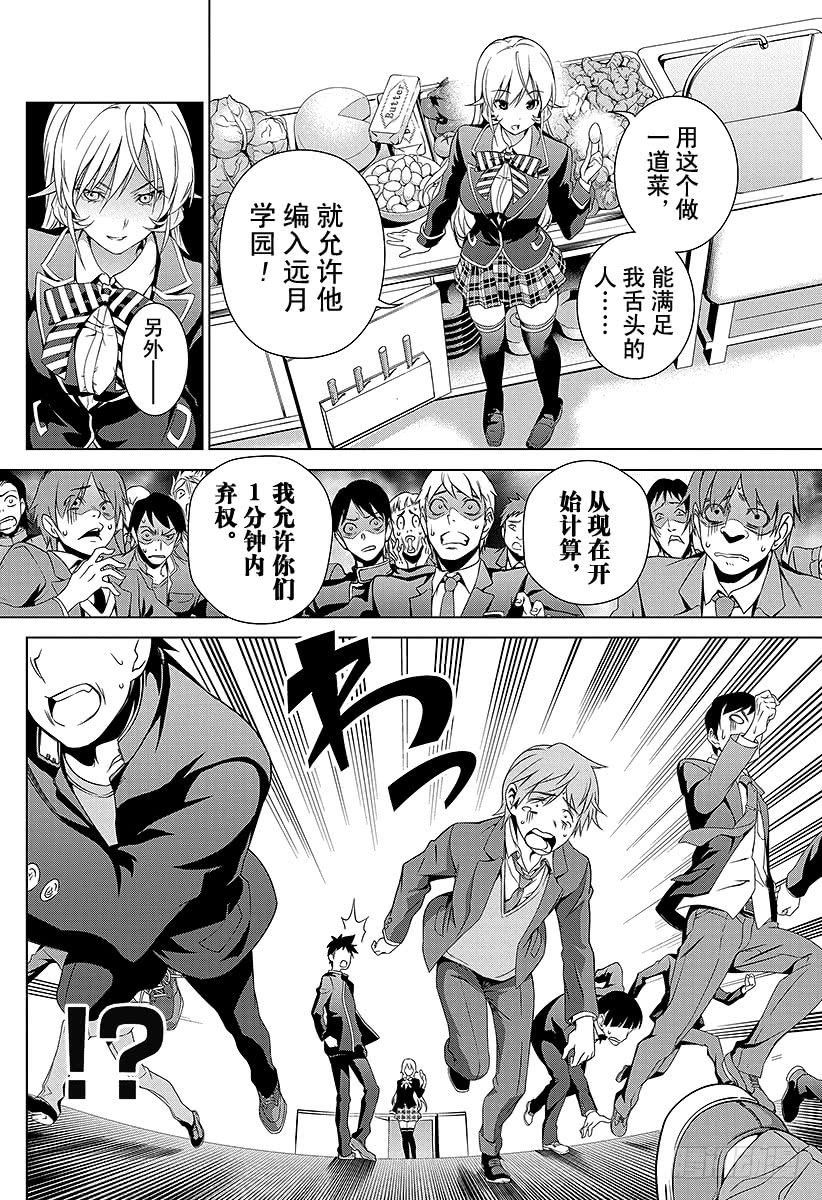 用这个做
一道菜，
能满足
我舌头的
人……
就允许他
编入远月
学园！
Butter
另外——
从现在开
始计算，
我允许你们
1分钟内
弃权。
わっ
!?